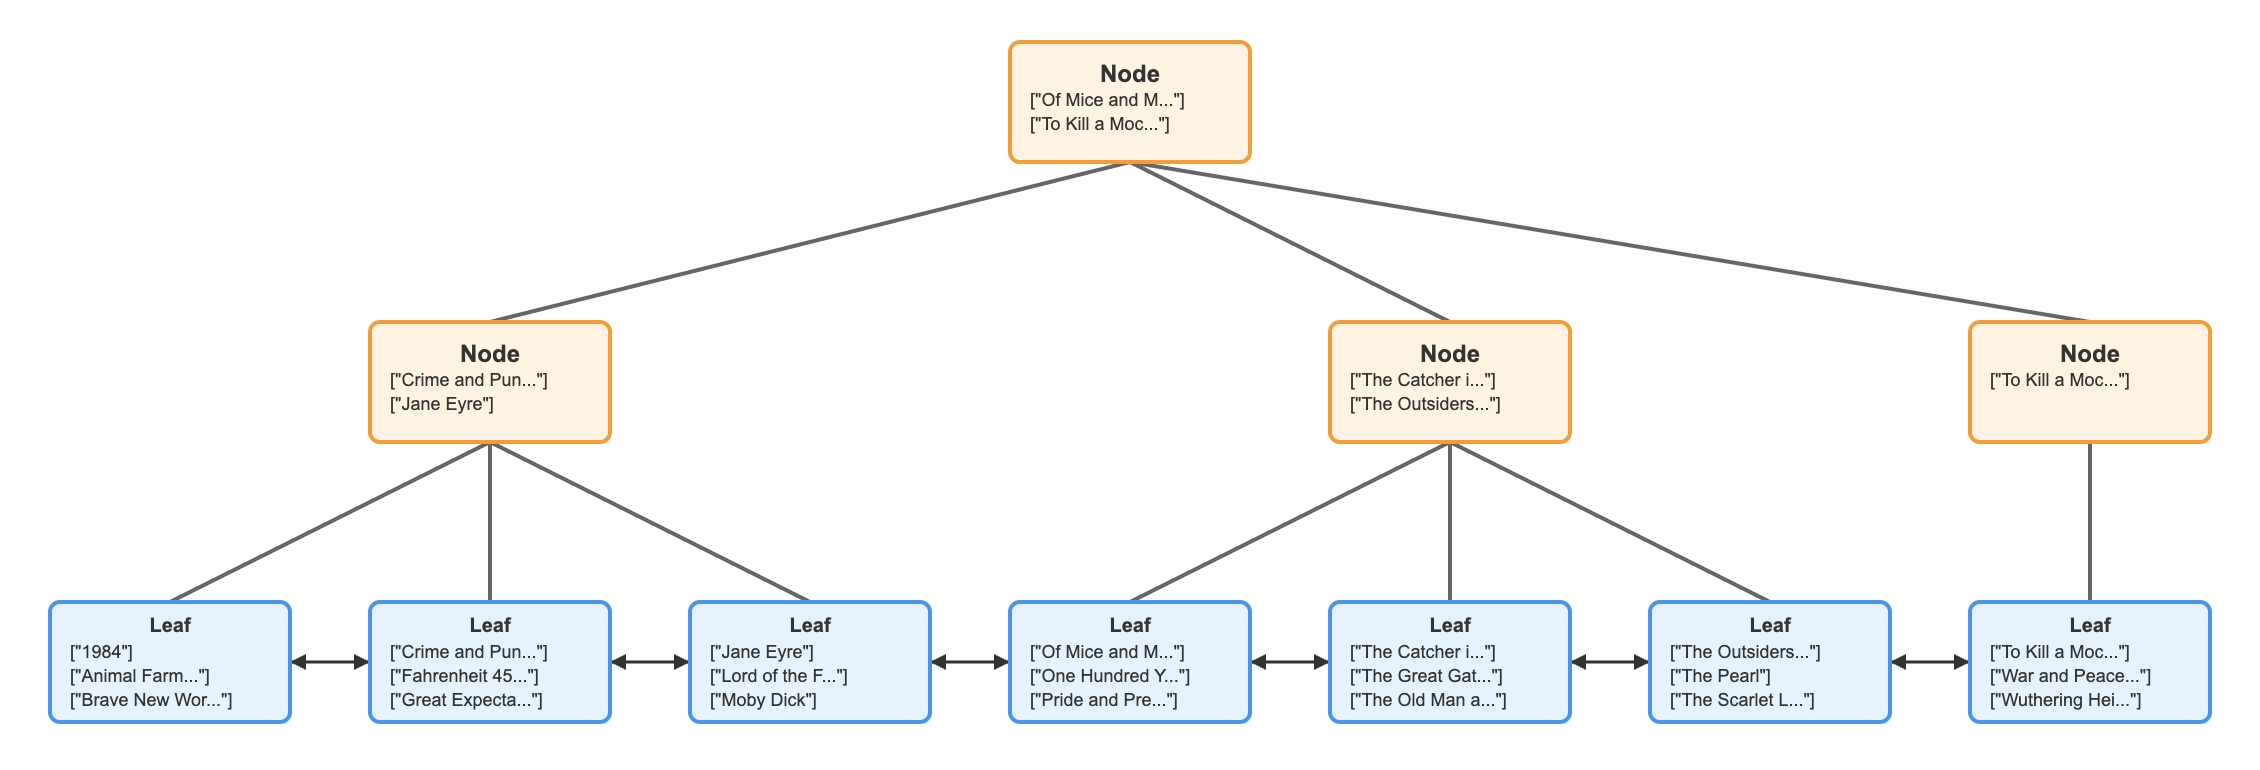 Node
["Of Mice and M..."]
["To Kill a Moc..."]
Node
["Crime and Pun..."]
["Jane Eyre"]
Node
["The Catcher i..."]
["The Outsiders..."]
Node
["To Kill a Moc..."]
Leaf
["1984"]
["Animal Farm..."]
["Brave New Wor..."]
Leaf
["Crime and Pun..."]
["Fahrenheit 45..."]
["Great Expecta..."]
Leaf
["Jane Eyre"]
["Lord of the F..."]
["Moby Dick"]
Leaf
["Of Mice and M..."]
["One Hundred Y..."]
["Pride and Pre..."]
Leaf
["The Catcher i..."]
["The Great Gat..."]
["The Old Man a..."]
Leaf
["The Outsiders..."]
["The Pearl"]
["The Scarlet L..."]
Leaf
["To Kill a Moc..."]
["War and Peace..."]
["Wuthering Hei..."]